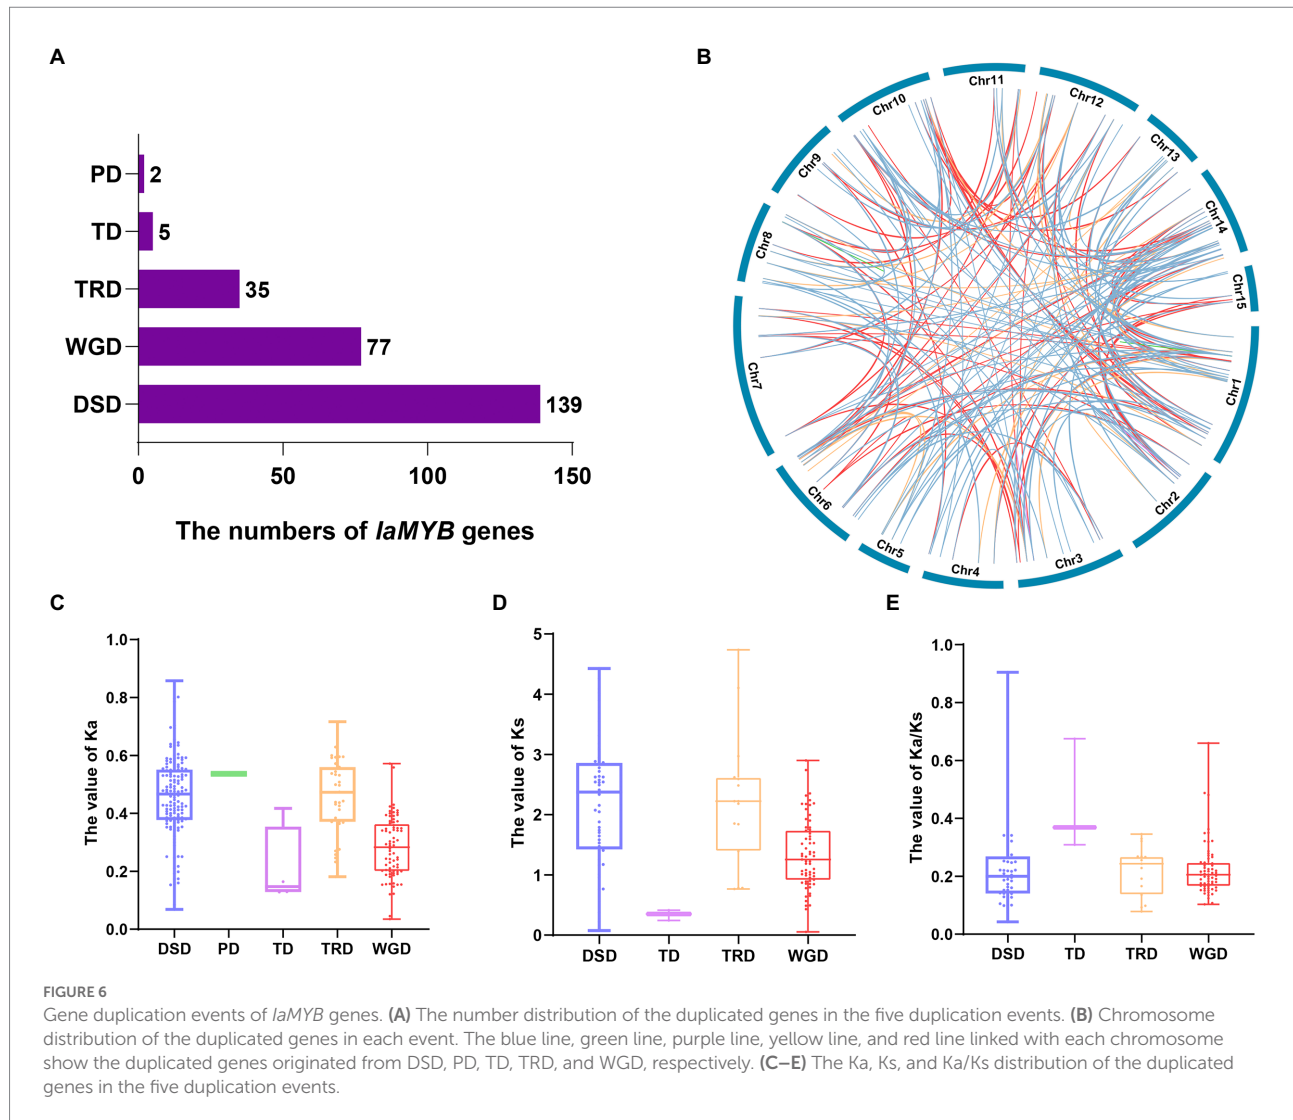 A
PD
2
TD
5
TRD
35
WGD
77
DSD
139
0 50 100 150
The numbers of IaMYB genes
B
Chr11
Chr12
Chr13
Chr14
Chr15
Chr1
Chr2
Chr3
Chr4
Chr5
Chr6
Chr7
Chr8
Chr9
Chr10
C
The value of Ka
1.0
0.8
0.6
0.4
0.2
0.0
DSD PD TD TRD WGD
D
The value of Ks
5
4
3
2
1
0
DSD TD TRD WGD
E
The value of Ka/Ks
1.0
0.8
0.6
0.4
0.2
0.0
DSD TD TRD WGD
FIGURE 6
Gene duplication events of IaMYB genes. (A) The number distribution of the duplicated genes in the five duplication events. (B) Chromosome
distribution of the duplicated genes in each event. The blue line, green line, purple line, yellow line, and red line linked with each chromosome
show the duplicated genes originated from DSD, PD, TD, TRD, and WGD, respectively. (C–E) The Ka, Ks, and Ka/Ks distribution of the duplicated
genes in the five duplication events.